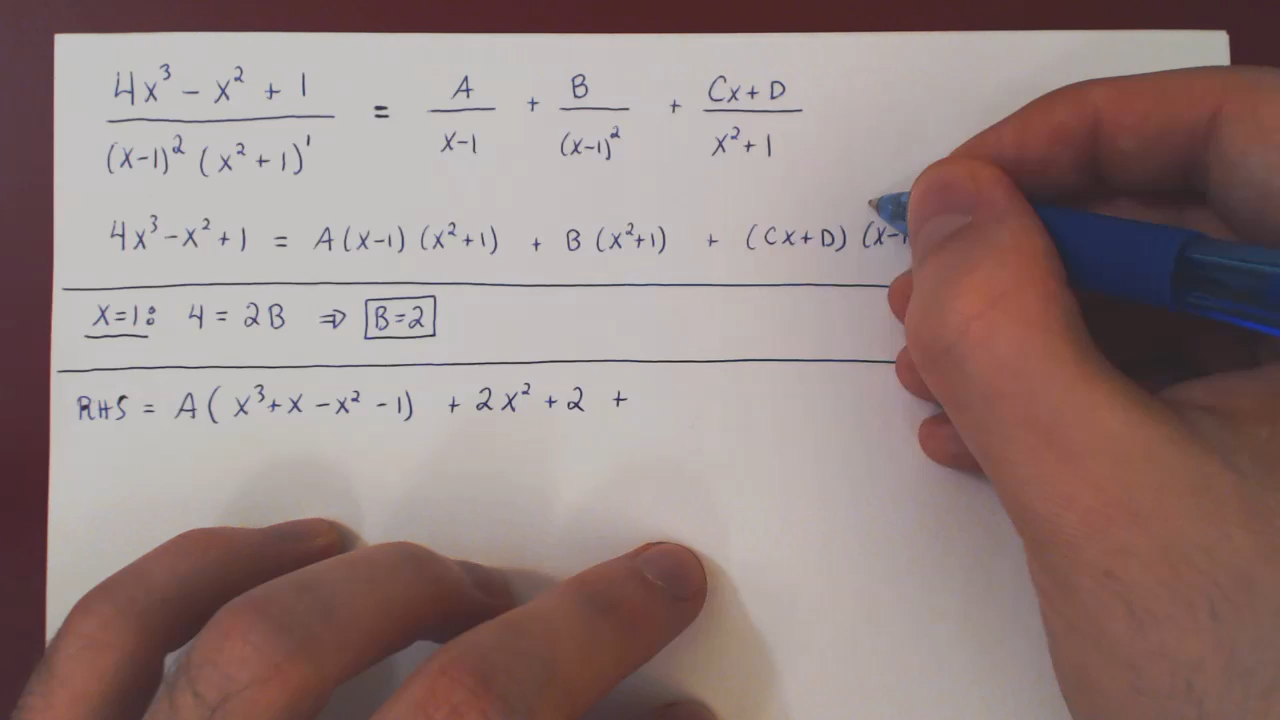 4x³ - x² + 1 / (x-1)² (x² + 1)' = A / x-1 + B / (x-1)² + Cx+D / x²+1
4x³-x²+1 = A(x-1)(x²+1) + B(x²+1) + (Cx+D)(x-
x=1: 4 = 2B ⇒ B=2
RHS = A(x³+x-x²-1) + 2x²+2 +